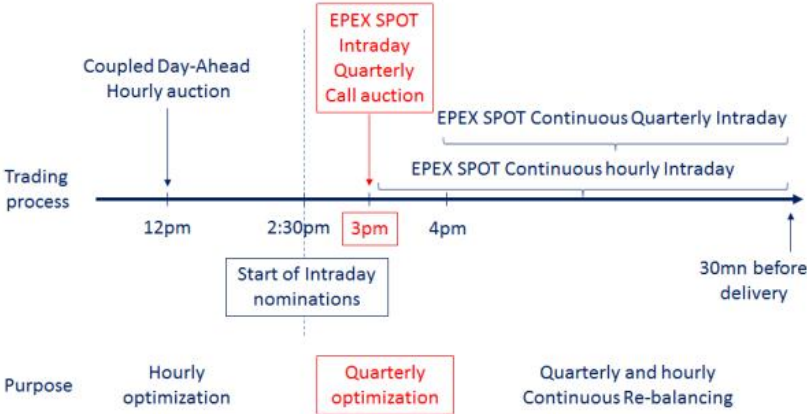 EPEX SPOT
Intraday
Quarterly
Call auction
Coupled Day-Ahead
Hourly auction
EPEX SPOT Continuous Quarterly Intraday
EPEX SPOT Continuous hourly Intraday
Trading
process
12pm
2:30pm
3pm
4pm
Start of Intraday
nominations
30mn before
delivery
Purpose
Hourly
optimization
Quarterly
optimization
Quarterly and hourly
Continuous Re-balancing